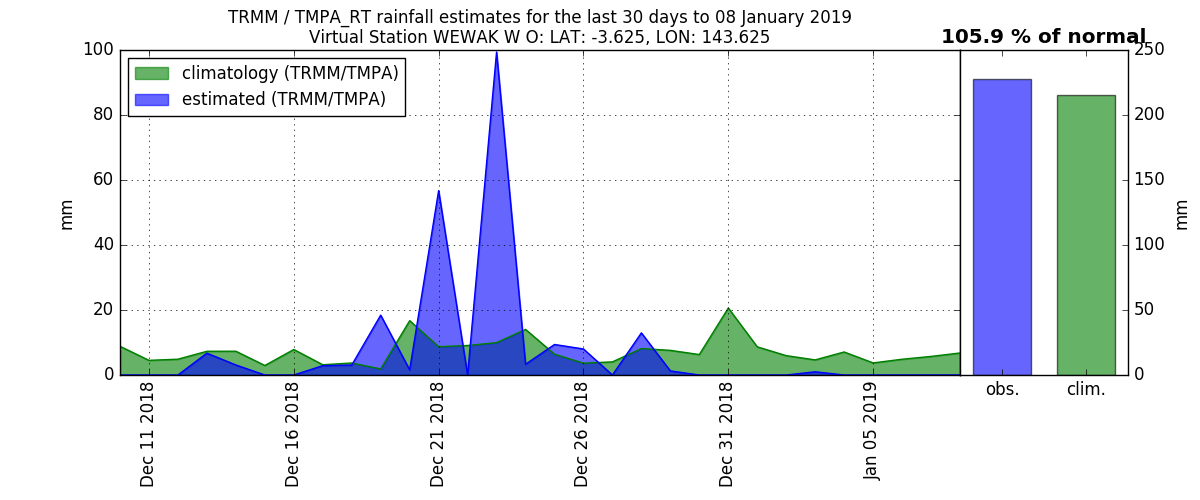 TRMM / TMPA_RT rainfall estimates for the last 30 days to 08 January 2019
Virtual Station WEWAK W O: LAT: -3.625, LON: 143.625
105.9 % of normal
climatology (TRMM/TMPA)
estimated (TRMM/TMPA)
100
80
60
40
20
0
mm
250
200
150
100
50
0
mm
Dec 11 2018
Dec 16 2018
Dec 21 2018
Dec 26 2018
Dec 31 2018
Jan 05 2019
obs.
clim.